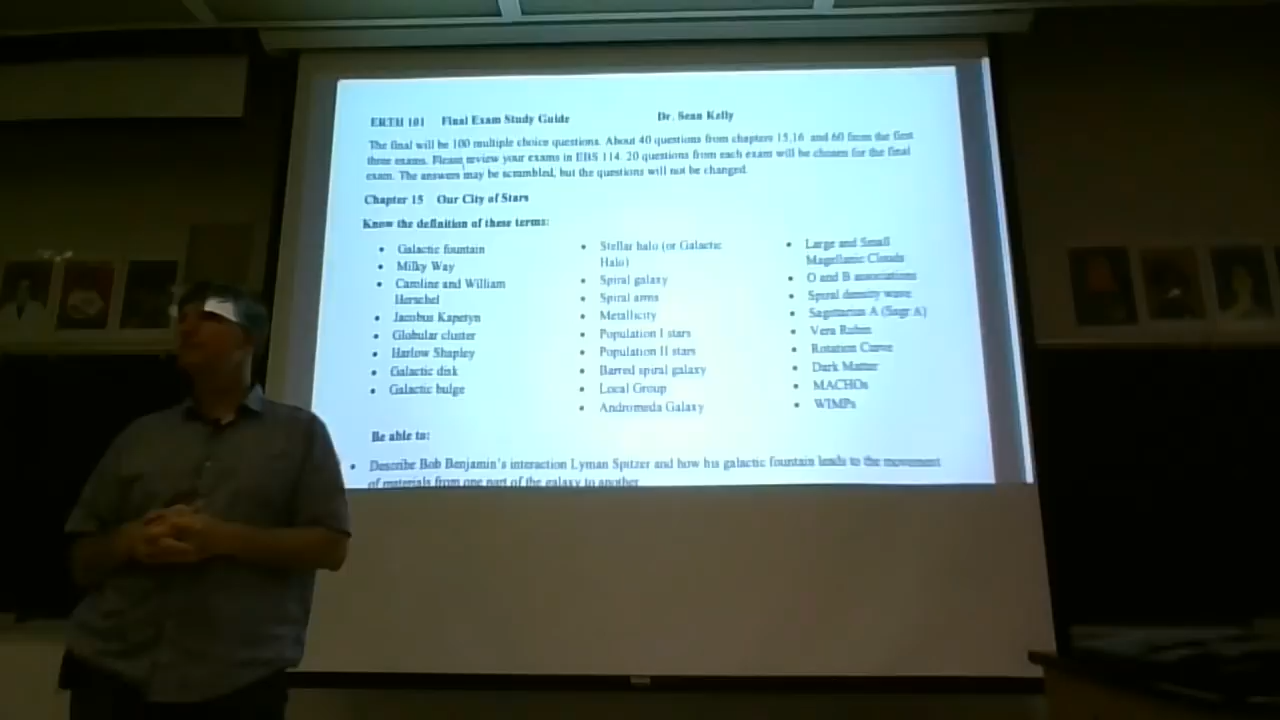 ERTH 101 Final Exam Study Guide Dr. Sean Kelly
The final will be 100 multiple choice questions. About 40 questions from chapters 15,16 and 60 from the first
three exams. Please review your exams in EBS 114. 20 questions from each exam will be chosen for the final
exam. The answers may be scrambled, but the questions will not be changed.
Chapter 15 Our City of Stars
Know the definition of these terms:
• Galactic fountain
• Milky Way
• Caroline and William
Herschel
• Jacobus Kapetyn
• Globular cluster
• Harlow Shapley
• Galactic disk
• Galactic bulge
• Stellar halo (or Galactic
Halo)
• Spiral galaxy
• Spiral arms
• Metallicity
• Population I stars
• Population II stars
• Barred spiral galaxy
• Local Group
• Andromeda Galaxy
• Large and Small
Magellanic Clouds
• O and B associations
• Spiral density wave
• Sagittarius A (Sagr A)
• Vera Rubin
• Rotation Curve
• Dark Matter
• MACHOs
• WIMPs
Be able to:
• Describe Bob Benjamin's interaction Lyman Spitzer and how his galactic fountain leads to the movement
of materials from one part of the galaxy to another